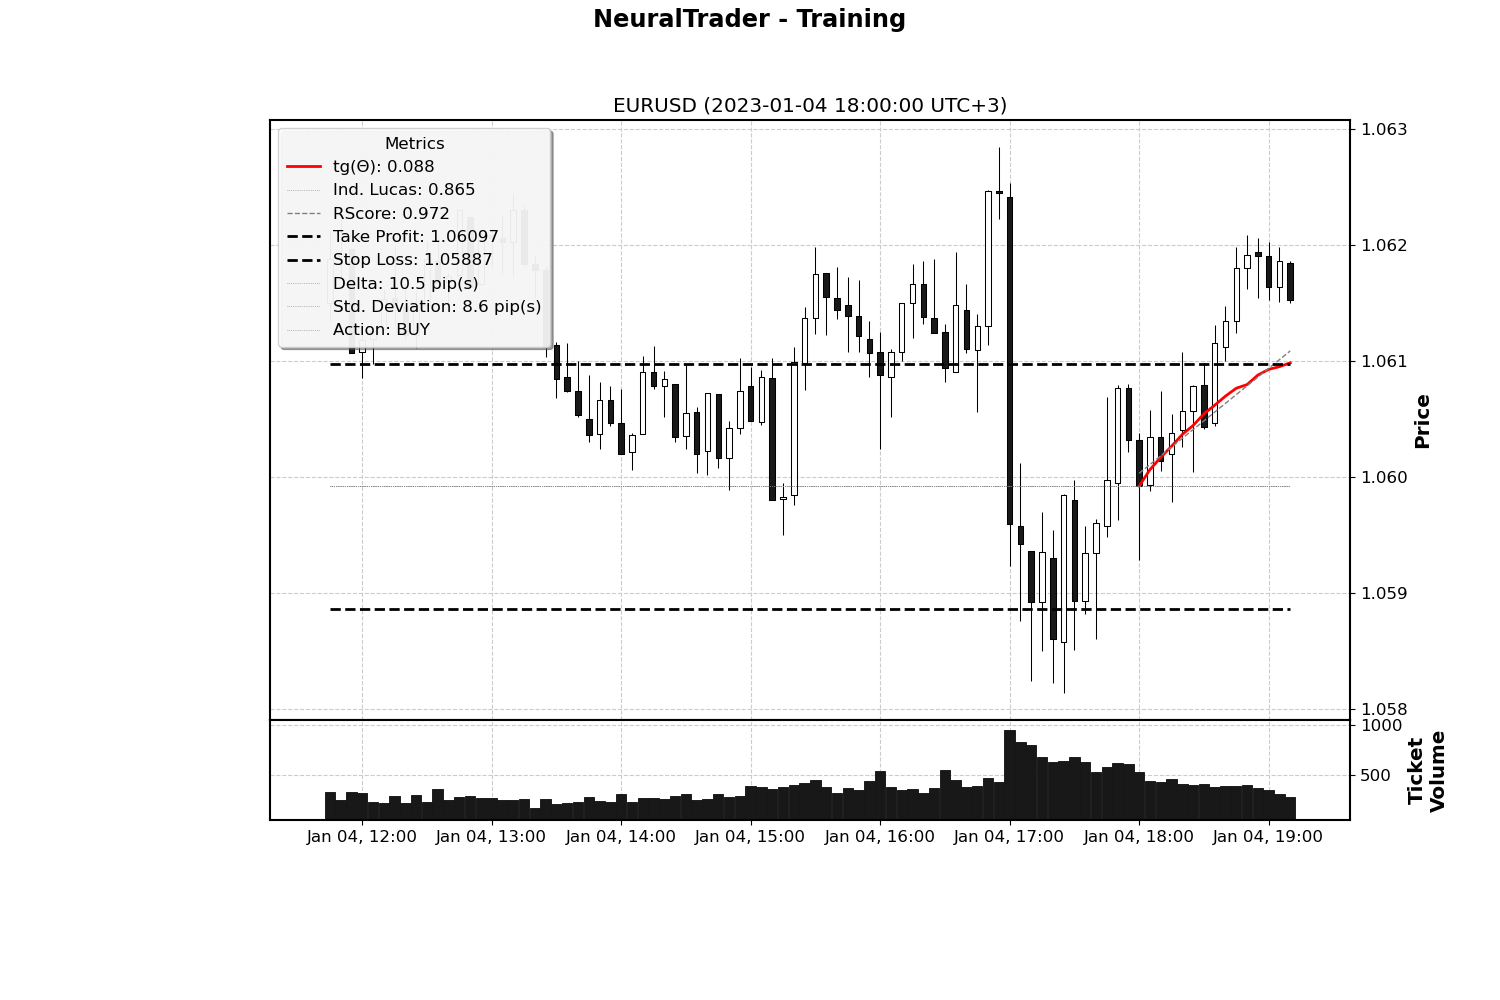 NeuralTrader - Training
EURUSD (2023-01-04 18:00:00 UTC+3)
Metrics
tg(Θ): 0.088
Ind. Lucas: 0.865
RScore: 0.972
Take Profit: 1.06097
Stop Loss: 1.05887
Delta: 10.5 pip(s)
Std. Deviation: 8.6 pip(s)
Action: BUY
1.063
1.062
1.061
1.060
1.059
1.058
Price
1000
500
Ticket
Volume
Jan 04, 12:00
Jan 04, 13:00
Jan 04, 14:00
Jan 04, 15:00
Jan 04, 16:00
Jan 04, 17:00
Jan 04, 18:00
Jan 04, 19:00